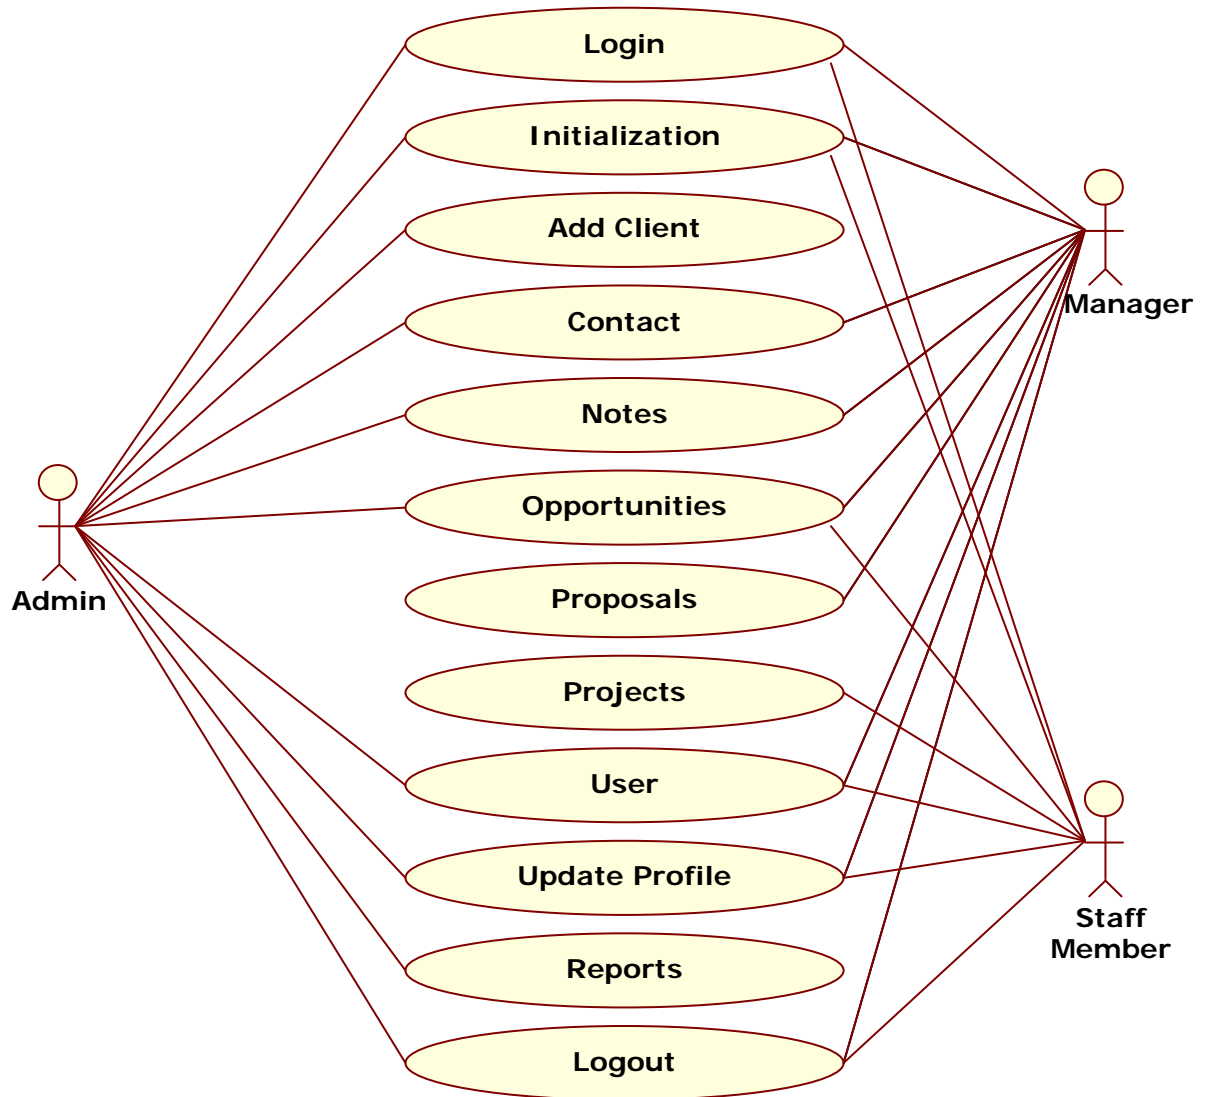 Login
Initialization
Add Client
Contact
Notes
Opportunities
Proposals
Projects
User
Update Profile
Reports
Logout
Admin
Manager
Staff
Member